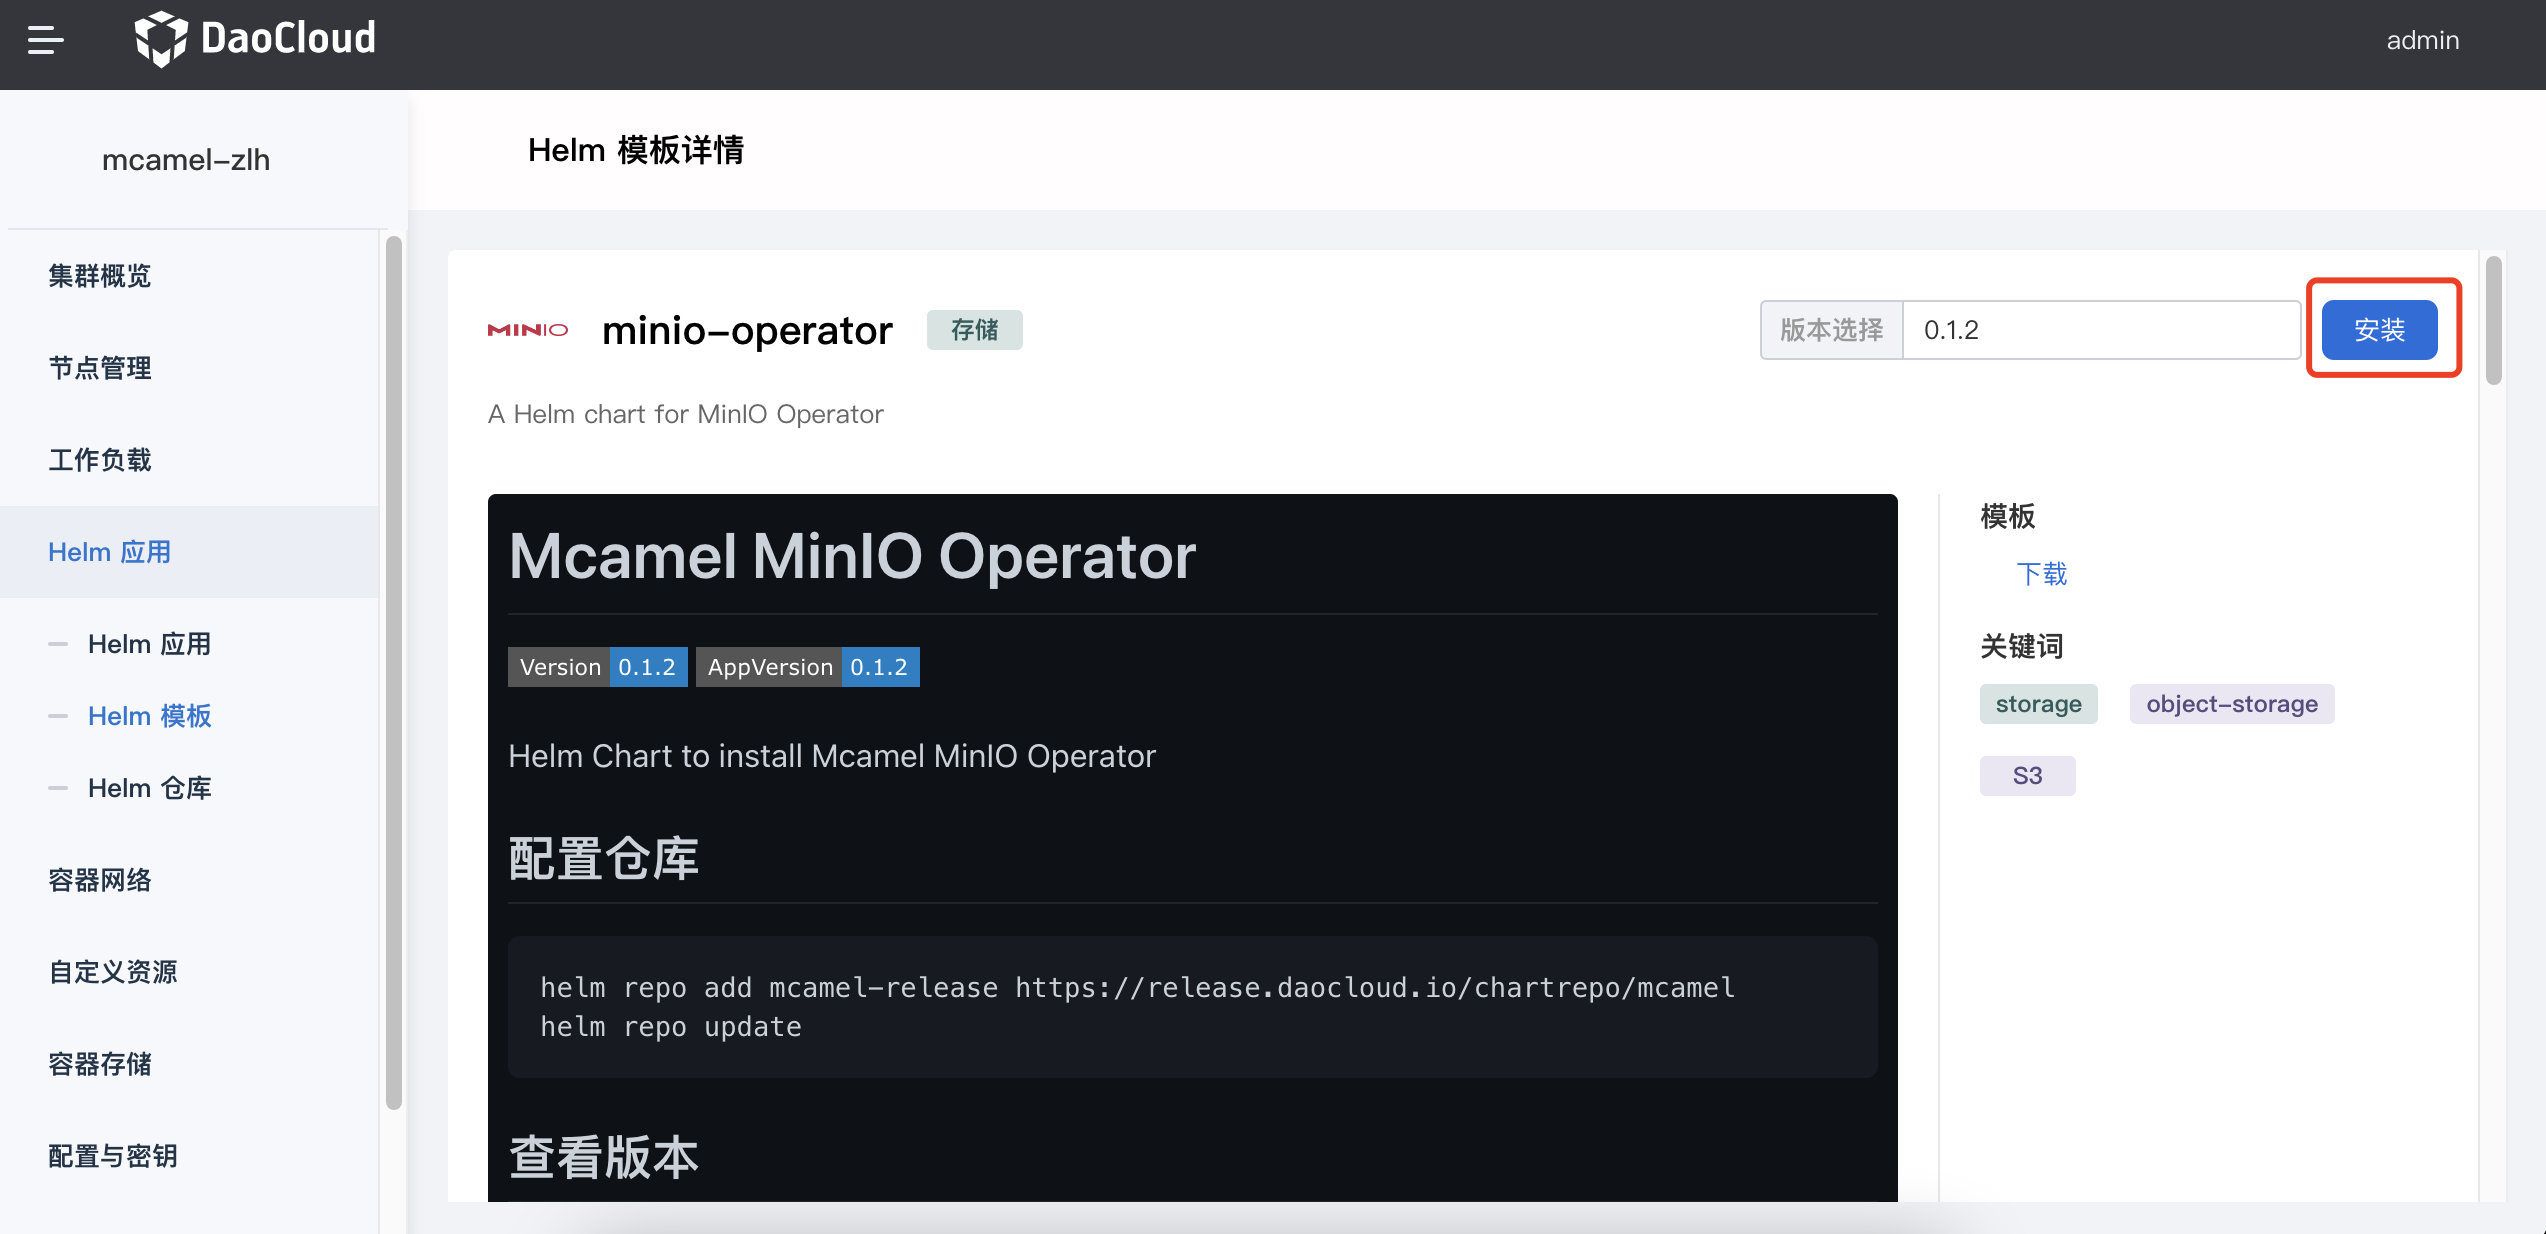 DaoCloud
admin
mcamel-zlh
集群概览
节点管理
工作负载
Helm 应用
Helm 应用
Helm 模板
Helm 仓库
容器网络
自定义资源
容器存储
配置与密钥
Helm 模板详情
MINIO
minio-operator
存储
版本选择
0.1.2
安装
A Helm chart for MinIO Operator
Mcamel MinIO Operator
Version 0.1.2 AppVersion 0.1.2
Helm Chart to install Mcamel MinIO Operator
配置仓库
helm repo add mcamel-release https://release.daocloud.io/chartrepo/mcamel
helm repo update
查看版本
模板
下载
关键词
storage
object-storage
S3